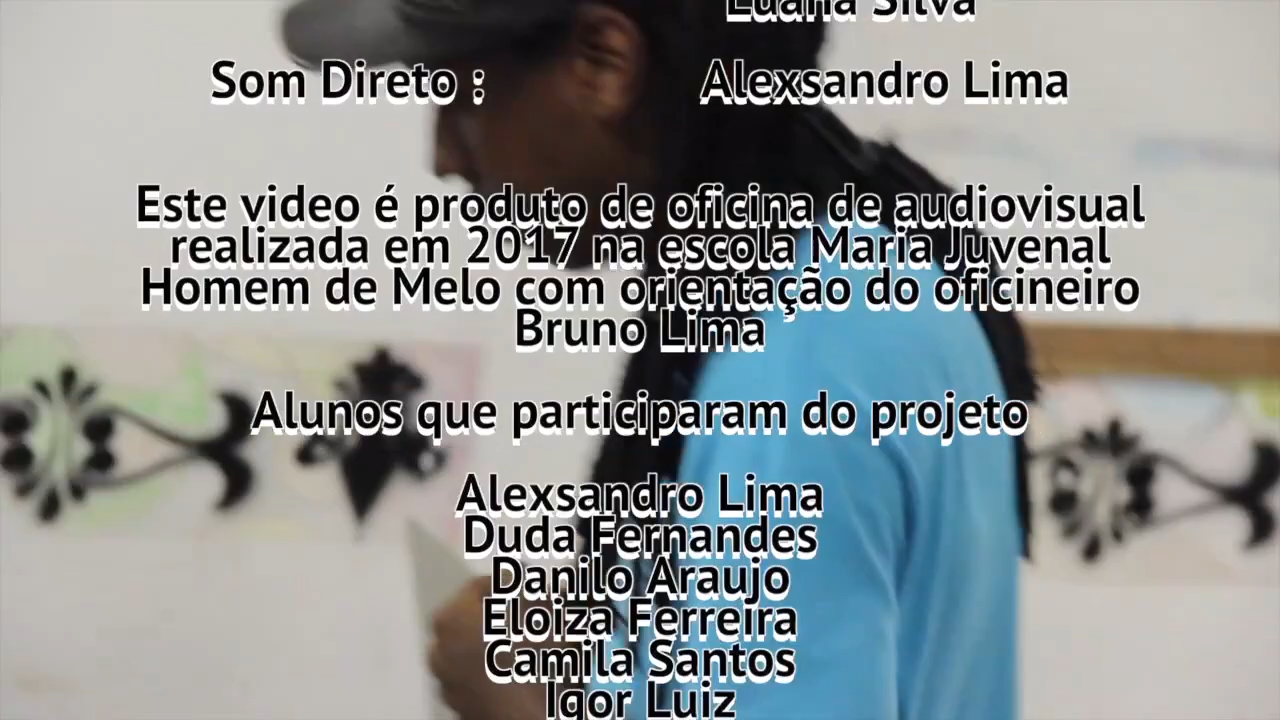 Luana Silva
Som Direto : Alexsandro Lima
Este video é produto de oficina de audiovisual
realizada em 2017 na escola Maria Juvenal
Homem de Melo com orientação do oficineiro
Bruno Lima
Alunos que participaram do projeto
Alexsandro Lima
Duda Fernandes
Danilo Araujo
Eloiza Ferreira
Camila Santos
Igor Luiz